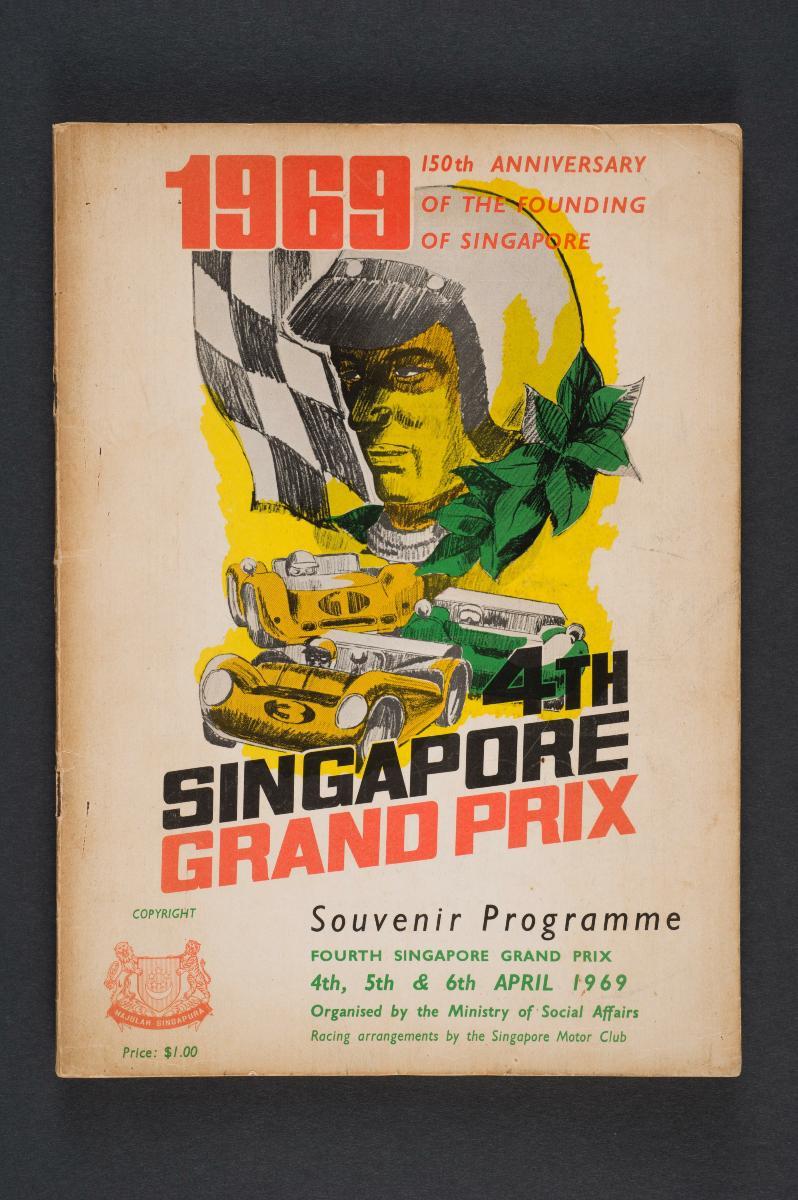 1969
150th ANNIVERSARY
OF THE FOUNDING
OF SINGAPORE
3
4TH
SINGAPORE
GRAND PRIX
COPYRIGHT
MAJULAH SINGAPURA
Price: $1.00
Souvenir Programme
FOURTH SINGAPORE GRAND PRIX
4th, 5th & 6th APRIL 1969
Organised by the Ministry of Social Affairs
Racing arrangements by the Singapore Motor Club